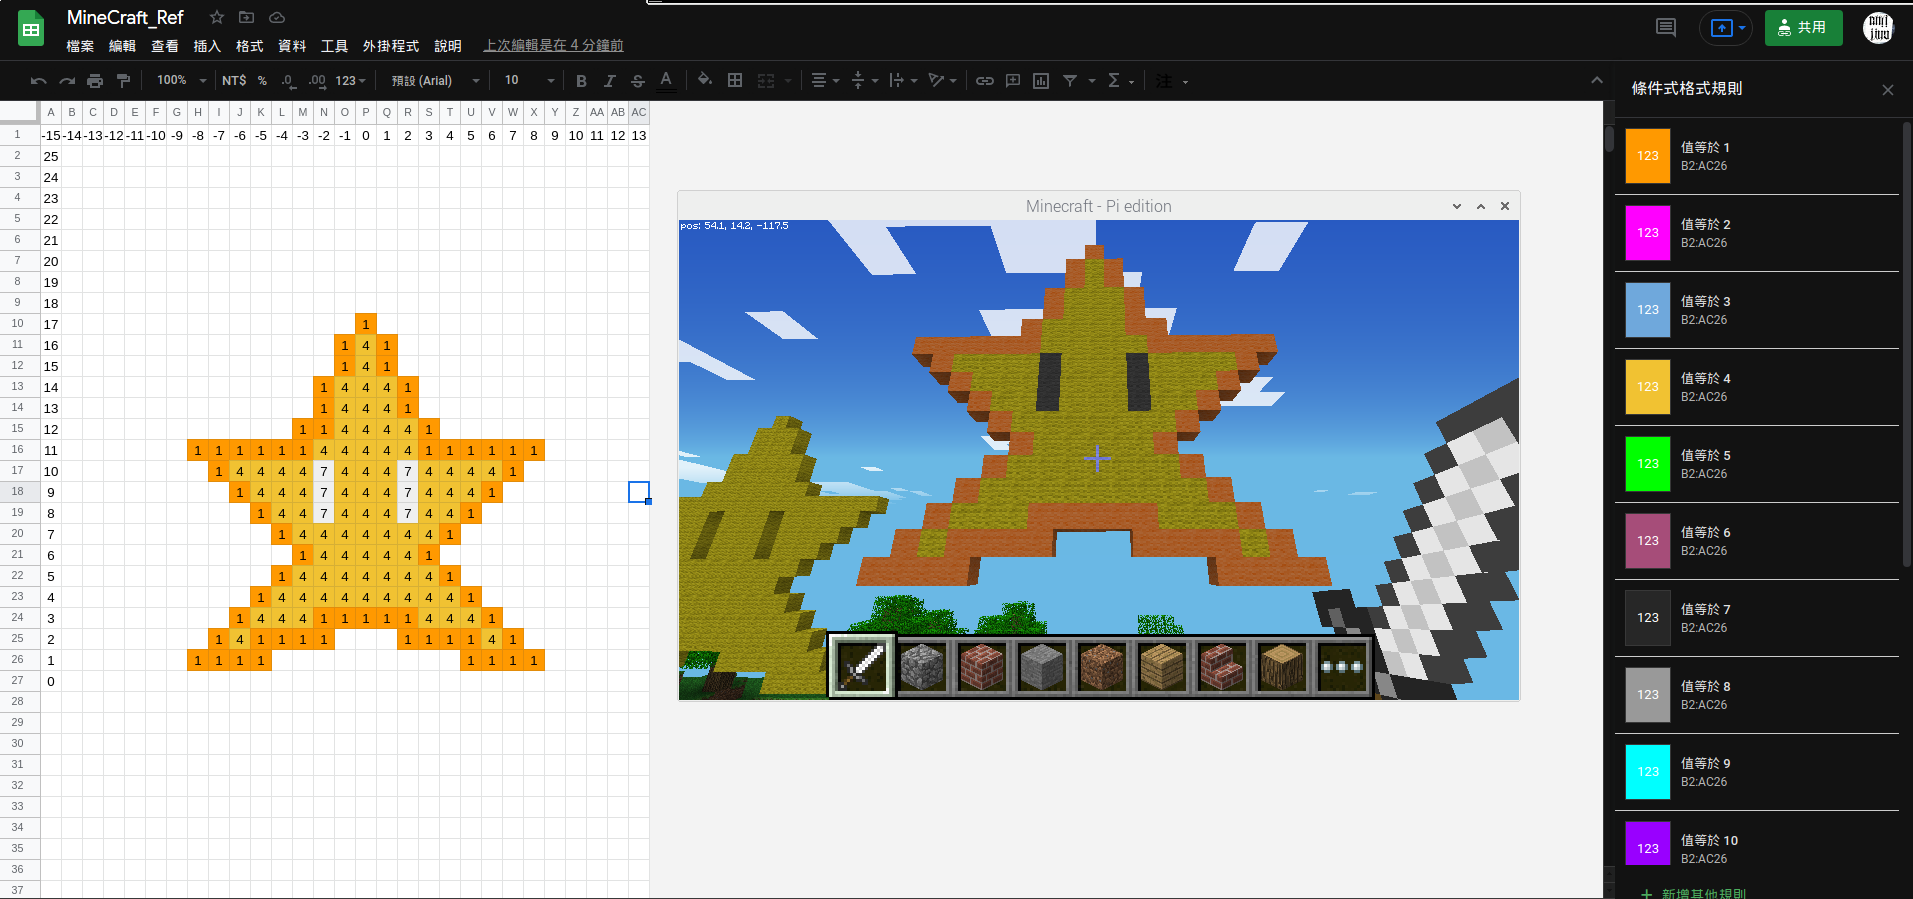 MineCraft_Ref
檔案 編輯 查看 插入 格式 資料 工具 外掛程式 說明 上次編輯是在 4 分鐘前
共用
100% NT$ % .0 .00 123 預設 (Arial) 10 B I S A Σ 注
A B C D E F G H I J K L M N O P Q R S T U V W X Y Z AA AB AC
1 -15 -14 -13 -12 -11 -10 -9 -8 -7 -6 -5 -4 -3 -2 -1 0 1 2 3 4 5 6 7 8 9 10 11 12 13
2 25
3 24
4 23
5 22
6 21
7 20
8 19
9 18
10 17 1
11 16 1 4 1
12 15 1 4 1
13 14 1 4 4 4 1
14 13 1 4 4 4 1
15 12 1 1 4 4 4 4 1
16 11 1 1 1 1 1 1 4 4 4 4 4 1 1 1 1 1 1
17 10 1 4 4 4 4 7 4 4 4 7 4 4 4 4 1
18 9 1 4 4 4 7 4 4 4 7 4 4 4 1
19 8 1 4 4 7 4 4 4 7 4 4 1
20 7 1 4 4 4 4 4 4 4 1
21 6 1 4 4 4 4 4 1
22 5 1 4 4 4 4 4 4 4 1
23 4 1 4 4 4 4 4 4 4 4 4 1
24 3 1 4 4 4 1 1 1 1 1 4 4 4 1
25 2 1 4 1 1 1 1 1 1 1 1 4 1
26 1 1 1 1 1 1 1 1 1
27 0
28
29
30
31
32
33
34
35
36
37
Minecraft - Pi edition
pos: 54.1, 14.2, -117.5
條件式格式規則
123 值等於 1
B2:AC26
123 值等於 2
B2:AC26
123 值等於 3
B2:AC26
123 值等於 4
B2:AC26
123 值等於 5
B2:AC26
123 值等於 6
B2:AC26
123 值等於 7
B2:AC26
123 值等於 8
B2:AC26
123 值等於 9
B2:AC26
123 值等於 10
B2:AC26
新增其他規則